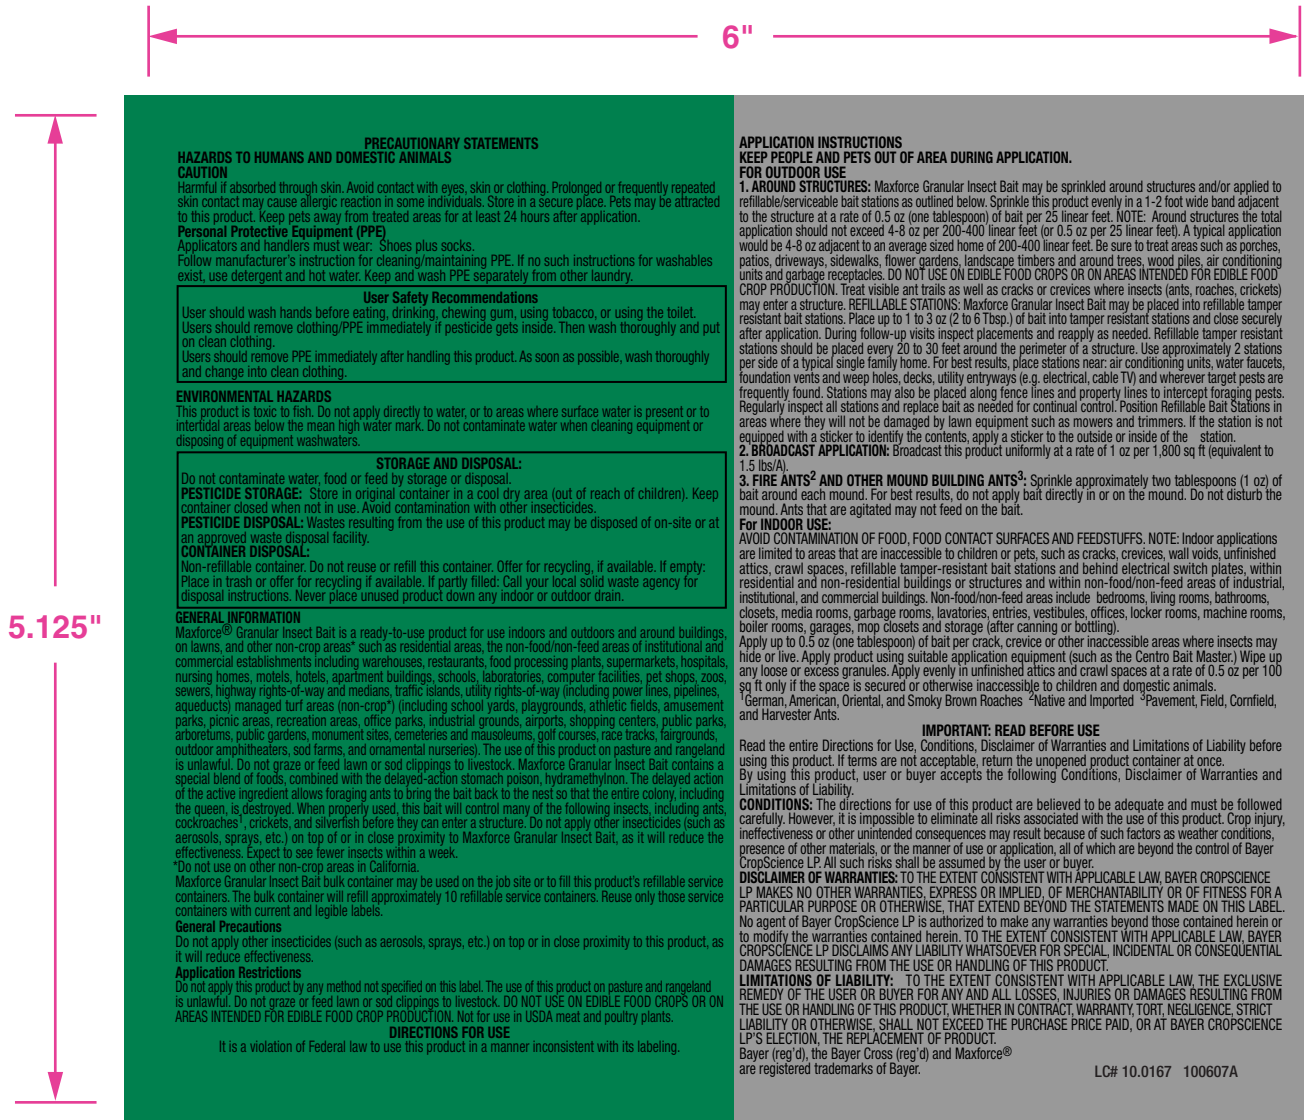 6"
5.125"
PRECAUTIONARY STATEMENTS
HAZARDS TO HUMANS AND DOMESTIC ANIMALS
CAUTION
Harmful if absorbed through skin. Avoid contact with eyes, skin or clothing. Prolonged or frequently repeated
skin contact may cause allergic reaction in some individuals. Store in a secure place. Pets may be attracted
to this product. Keep pets away from treated areas for at least 24 hours after application.
Personal Protective Equipment (PPE)
Applicators and handlers must wear: Shoes plus socks.
Follow manufacturer's instruction for cleaning/maintaining PPE. If no such instructions for washables
exist, use detergent and hot water. Keep and wash PPE separately from other laundry.
User Safety Recommendations
User should wash hands before eating, drinking, chewing gum, using tobacco, or using the toilet.
Users should remove clothing/PPE immediately if pesticide gets inside. Then wash thoroughly and put
on clean clothing.
Users should remove PPE immediately after handling this product. As soon as possible, wash thoroughly
and change into clean clothing.
ENVIRONMENTAL HAZARDS
This product is toxic to fish. Do not apply directly to water, or to areas where surface water is present or to
intertidal areas below the mean high water mark. Do not contaminate water when cleaning equipment or
disposing of equipment washwaters.
STORAGE AND DISPOSAL:
Do not contaminate water, food or feed by storage or disposal.
PESTICIDE STORAGE: Store in original container in a cool dry area (out of reach of children). Keep
container closed when not in use. Avoid contamination with other insecticides.
PESTICIDE DISPOSAL: Wastes resulting from the use of this product may be disposed of on-site or at
an approved waste disposal facility.
CONTAINER DISPOSAL:
Non-refillable container. Do not reuse or refill this container. Offer for recycling, if available. If empty:
Place in trash or offer for recycling if available. If partly filled: Call your local solid waste agency for
disposal instructions. Never place unused product down any indoor or outdoor drain.
GENERAL INFORMATION
Maxforce® Granular Insect Bait is a ready-to-use product for use indoors and outdoors and around buildings,
on lawns, and other non-crop areas* such as residential areas, the non-food/non-feed areas of institutional and
commercial establishments including warehouses, restaurants, food processing plants, supermarkets, hospitals,
nursing homes, motels, hotels, apartment buildings, schools, laboratories, computer facilities, pet shops, zoos,
sewers, highway rights-of-way and medians, traffic islands, utility rights-of-way (including power lines, pipelines,
aqueducts) managed turf areas (non-crop*) (including school yards, playgrounds, athletic fields, amusement
parks, picnic areas, recreation areas, office parks, industrial grounds, airports, shopping centers, public parks,
arboretums, public gardens, monument sites, cemeteries and mausoleums, golf courses, race tracks, fairgrounds,
outdoor amphitheaters, sod farms, and ornamental nurseries). The use of this product on pasture and rangeland
is unlawful. Do not graze or feed lawn or sod clippings to livestock. Maxforce Granular Insect Bait contains a
special blend of foods, combined with the delayed-action stomach poison, hydramethylnon. The delayed action
of the active ingredient allows foraging ants to bring the bait back to the nest so that the entire colony, including
the queen, is destroyed. When properly used, this bait will control many of the following insects, including ants,
cockroaches¹, crickets, and silverfish before they can enter a structure. Do not apply other insecticides (such as
aerosols, sprays, etc.) on top of or in close proximity to Maxforce Granular Insect Bait, as it will reduce the
effectiveness. Expect to see fewer insects within a week.
*Do not use on other non-crop areas in California.
Maxforce Granular Insect Bait bulk container may be used on the job site or to fill this product's refillable service
containers. The bulk container will refill approximately 10 refillable service containers. Reuse only those service
containers with current and legible labels.
General Precautions
Do not apply other insecticides (such as aerosols, sprays, etc.) on top or in close proximity to this product, as
it will reduce effectiveness.
Application Restrictions
Do not apply this product by any method not specified on this label. The use of this product on pasture and rangeland
is unlawful. Do not graze or feed lawn or sod clippings to livestock. DO NOT USE ON EDIBLE FOOD CROPS OR ON
AREAS INTENDED FOR EDIBLE FOOD CROP PRODUCTION. Not for use in USDA meat and poultry plants.
DIRECTIONS FOR USE
It is a violation of Federal law to use this product in a manner inconsistent with its labeling.
APPLICATION INSTRUCTIONS
KEEP PEOPLE AND PETS OUT OF AREA DURING APPLICATION.
FOR OUTDOOR USE
1. AROUND STRUCTURES: Maxforce Granular Insect Bait may be sprinkled around structures and/or applied to
refillable/serviceable bait stations as outlined below. Sprinkle this product evenly in a 1-2 foot wide band adjacent
to the structure at a rate of 0.5 oz (one tablespoon) of bait per 25 linear feet. NOTE: Around structures the total
application should not exceed 4-8 oz per 200-400 linear feet (or 0.5 oz per 25 linear feet). A typical application
would be 4-8 oz adjacent to an average sized home of 200-400 linear feet. Be sure to treat areas such as porches,
patios, driveways, sidewalks, flower gardens, landscape timbers and around trees, wood piles, air conditioning
units and garbage receptacles. DO NOT USE ON EDIBLE FOOD CROPS OR ON AREAS INTENDED FOR EDIBLE FOOD
CROP PRODUCTION. Treat visible ant trails as well as cracks or crevices where insects (ants, roaches, crickets)
may enter a structure. REFILLABLE STATIONS: Maxforce Granular Insect Bait may be placed into refillable tamper
resistant bait stations. Place up to 1 to 3 oz (2 to 6 Tbsp.) of bait into tamper resistant stations and close securely
after application. During follow-up visits inspect placements and reapply as needed. Refillable tamper resistant
stations should be placed every 20 to 30 feet around the perimeter of a structure. Use approximately 2 stations
per side of a typical single family home. For best results, place stations near: air conditioning units, water faucets,
foundation vents and weep holes, decks, utility entryways (e.g. electrical, cable TV) and wherever target pests are
frequently found. Stations may also be placed along fence lines and property lines to intercept foraging pests.
Regularly inspect all stations and replace bait as needed for continual control. Position Refillable Bait Stations in
areas where they will not be damaged by lawn equipment such as mowers and trimmers. If the station is not
equipped with a sticker to identify the contents, apply a sticker to the outside or inside of the station.
2. BROADCAST APPLICATION: Broadcast this product uniformly at a rate of 1 oz per 1,800 sq ft (equivalent to
1.5 lbs/A).
3. FIRE ANTS² AND OTHER MOUND BUILDING ANTS³: Sprinkle approximately two tablespoons (1 oz) of
bait around each mound. For best results, do not apply bait directly in or on the mound. Do not disturb the
mound. Ants that are agitated may not feed on the bait.
For INDOOR USE:
AVOID CONTAMINATION OF FOOD, FOOD CONTACT SURFACES AND FEEDSTUFFS. NOTE: Indoor applications
are limited to areas that are inaccessible to children or pets, such as cracks, crevices, wall voids, unfinished
attics, crawl spaces, refillable tamper-resistant bait stations and behind electrical switch plates, within
residential and non-residential buildings or structures and within non-food/non-feed areas of industrial,
institutional, and commercial buildings. Non-food/non-feed areas include bedrooms, living rooms, bathrooms,
closets, media rooms, garbage rooms, lavatories, entries, vestibules, offices, locker rooms, machine rooms,
boiler rooms, garages, mop closets and storage (after canning or bottling).
Apply up to 0.5 oz (one tablespoon) of bait per crack, crevice or other inaccessible areas where insects may
hide or live. Apply product using suitable application equipment (such as the Centro Bait Master.) Wipe up
any loose or excess granules. Apply evenly in unfinished attics and crawl spaces at a rate of 0.5 oz per 100
sq ft only if the space is secured or otherwise inaccessible to children and domestic animals.
¹German, American, Oriental, and Smoky Brown Roaches ²Native and Imported ³Pavement, Field, Cornfield,
and Harvester Ants.
IMPORTANT: READ BEFORE USE
Read the entire Directions for Use, Conditions, Disclaimer of Warranties and Limitations of Liability before
using this product. If terms are not acceptable, return the unopened product container at once.
By using this product, user or buyer accepts the following Conditions, Disclaimer of Warranties and
Limitations of Liability.
CONDITIONS: The directions for use of this product are believed to be adequate and must be followed
carefully. However, it is impossible to eliminate all risks associated with the use of this product. Crop injury,
ineffectiveness or other unintended consequences may result because of such factors as weather conditions,
presence of other materials, or the manner of use or application, all of which are beyond the control of Bayer
CropScience LP. All such risks shall be assumed by the user or buyer.
DISCLAIMER OF WARRANTIES: TO THE EXTENT CONSISTENT WITH APPLICABLE LAW, BAYER CROPSCIENCE
LP MAKES NO OTHER WARRANTIES, EXPRESS OR IMPLIED, OF MERCHANTABILITY OR OF FITNESS FOR A
PARTICULAR PURPOSE OR OTHERWISE, THAT EXTEND BEYOND THE STATEMENTS MADE ON THIS LABEL.
No agent of Bayer CropScience LP is authorized to make any warranties beyond those contained herein or
to modify the warranties contained herein. TO THE EXTENT CONSISTENT WITH APPLICABLE LAW, BAYER
CROPSCIENCE LP DISCLAIMS ANY LIABILITY WHATSOEVER FOR SPECIAL, INCIDENTAL OR CONSEQUENTIAL
DAMAGES RESULTING FROM THE USE OR HANDLING OF THIS PRODUCT.
LIMITATIONS OF LIABILITY: TO THE EXTENT CONSISTENT WITH APPLICABLE LAW, THE EXCLUSIVE
REMEDY OF THE USER OR BUYER FOR ANY AND ALL LOSSES, INJURIES OR DAMAGES RESULTING FROM
THE USE OR HANDLING OF THIS PRODUCT, WHETHER IN CONTRACT, WARRANTY, TORT, NEGLIGENCE, STRICT
LIABILITY OR OTHERWISE, SHALL NOT EXCEED THE PURCHASE PRICE PAID, OR AT BAYER CROPSCIENCE
LP'S ELECTION, THE REPLACEMENT OF PRODUCT.
Bayer (reg'd), the Bayer Cross (reg'd) and Maxforce®
are registered trademarks of Bayer.
LC# 10.0167 100607A